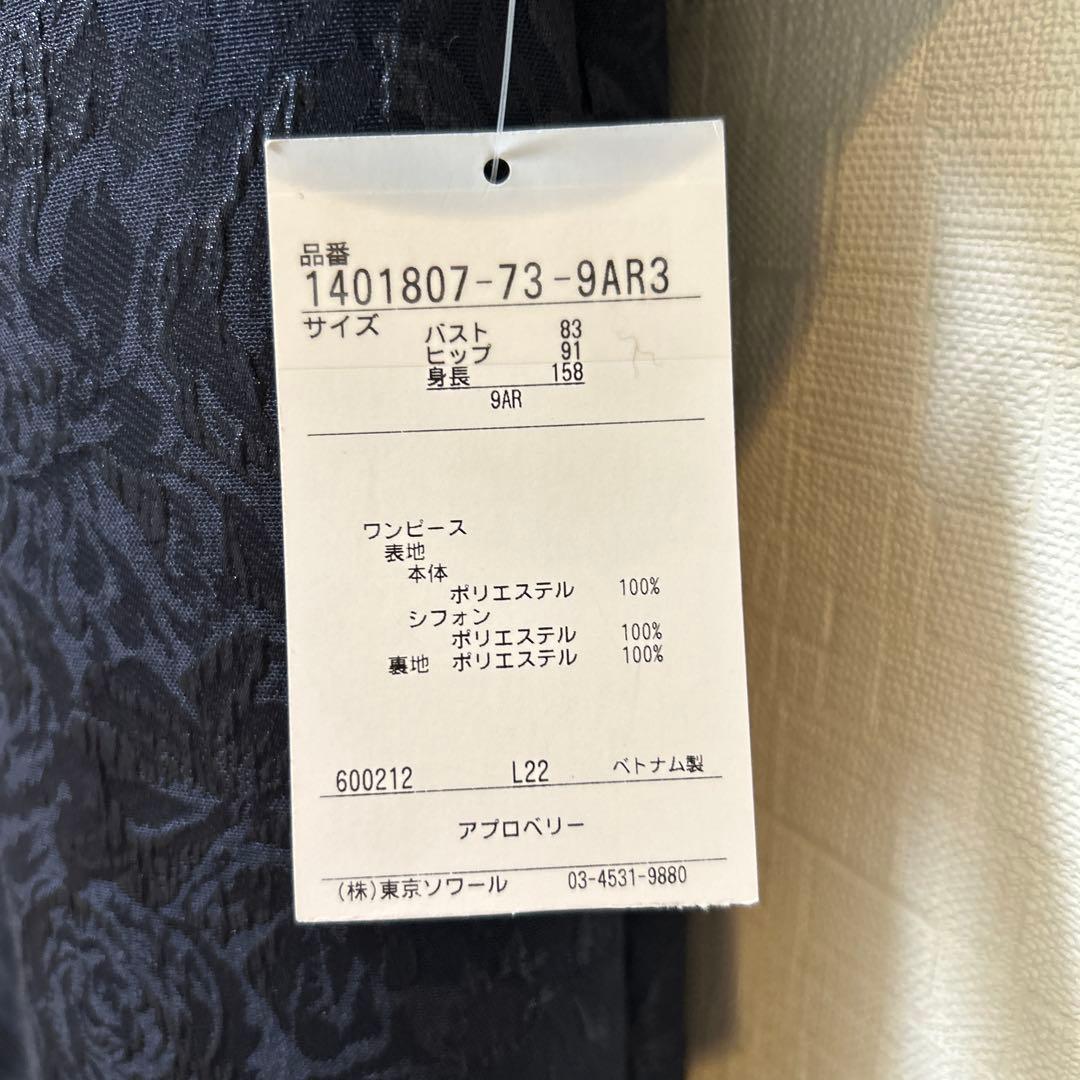 品番
1401807-73-9AR3
サイズ
バスト 83
ヒップ 91
身長 158
9AR
ワンピース
表地
本体
ポリエステル 100%
シフォン
ポリエステル 100%
裏地 ポリエステル 100%
600212 L22 ベトナム製
アプロベリー
(株)東京ソワール 03-4531-9880